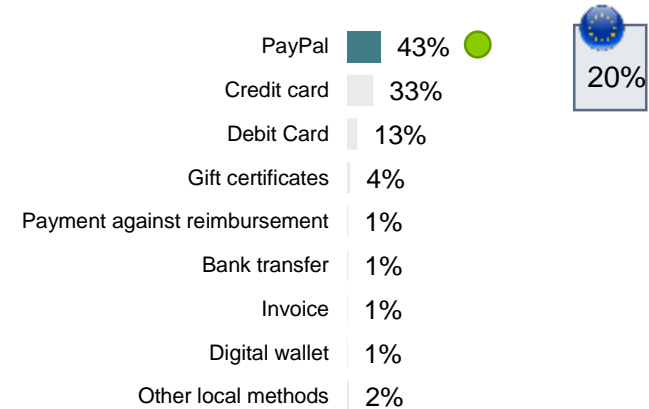 PayPal 43%
20%
Credit card 33%
Debit Card 13%
Gift certificates 4%
Payment against reimbursement 1%
Bank transfer 1%
Invoice 1%
Digital wallet 1%
Other local methods 2%